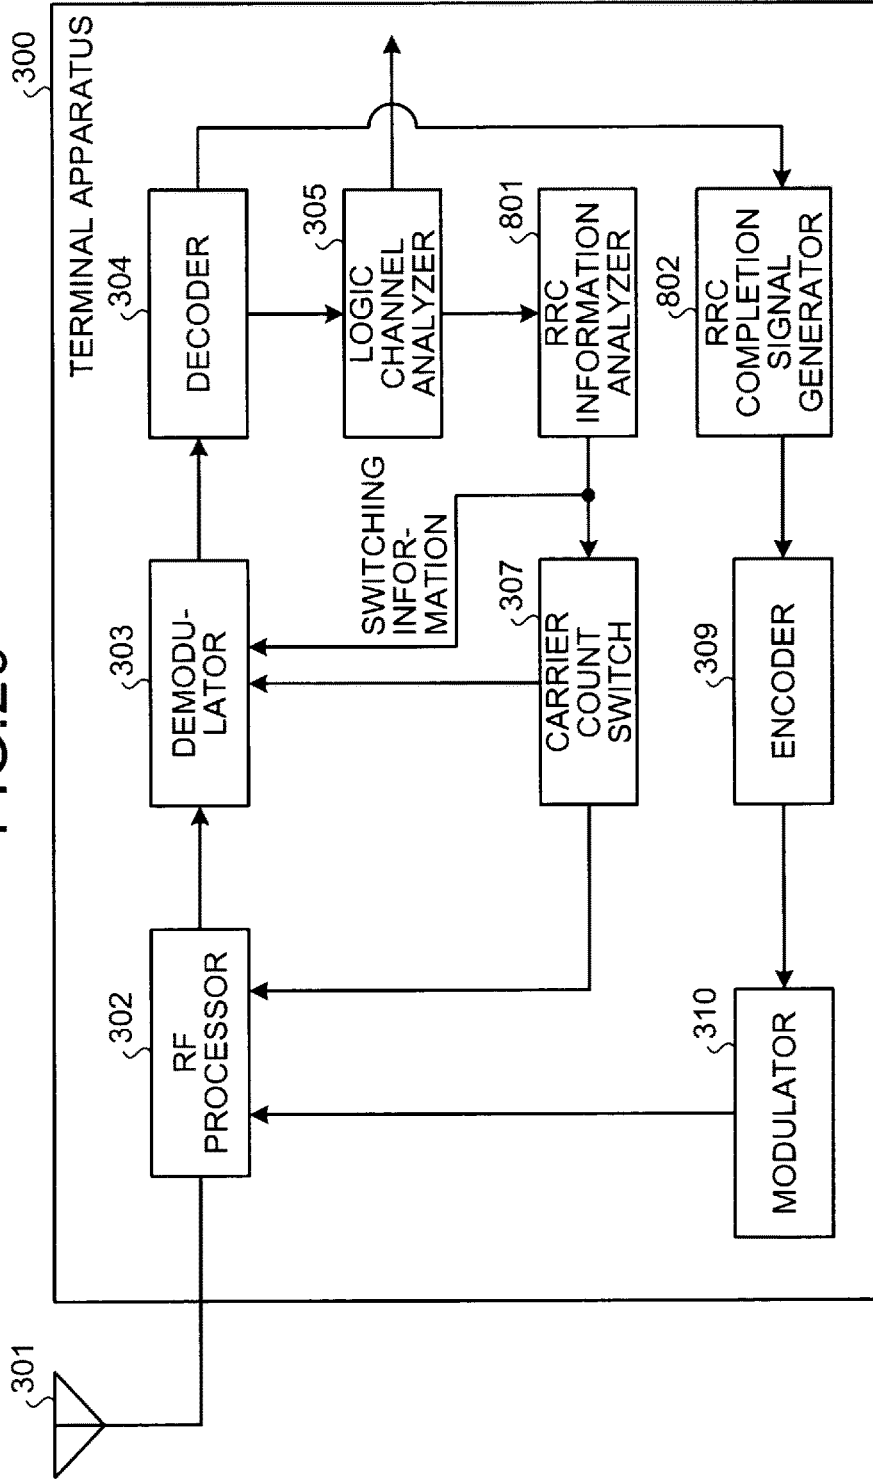 300
TERMINAL APPARATUS
301
302
RF
PROCESSOR
303
DEMODU-
LATOR
304
DECODER
305
LOGIC
CHANNEL
ANALYZER
SWITCHING
INFOR-
MATION
307
CARRIER
COUNT
SWITCH
801
RRC
INFORMATION
ANALYZER
310
MODULATOR
309
ENCODER
802
RRC
COMPLETION
SIGNAL
GENERATOR